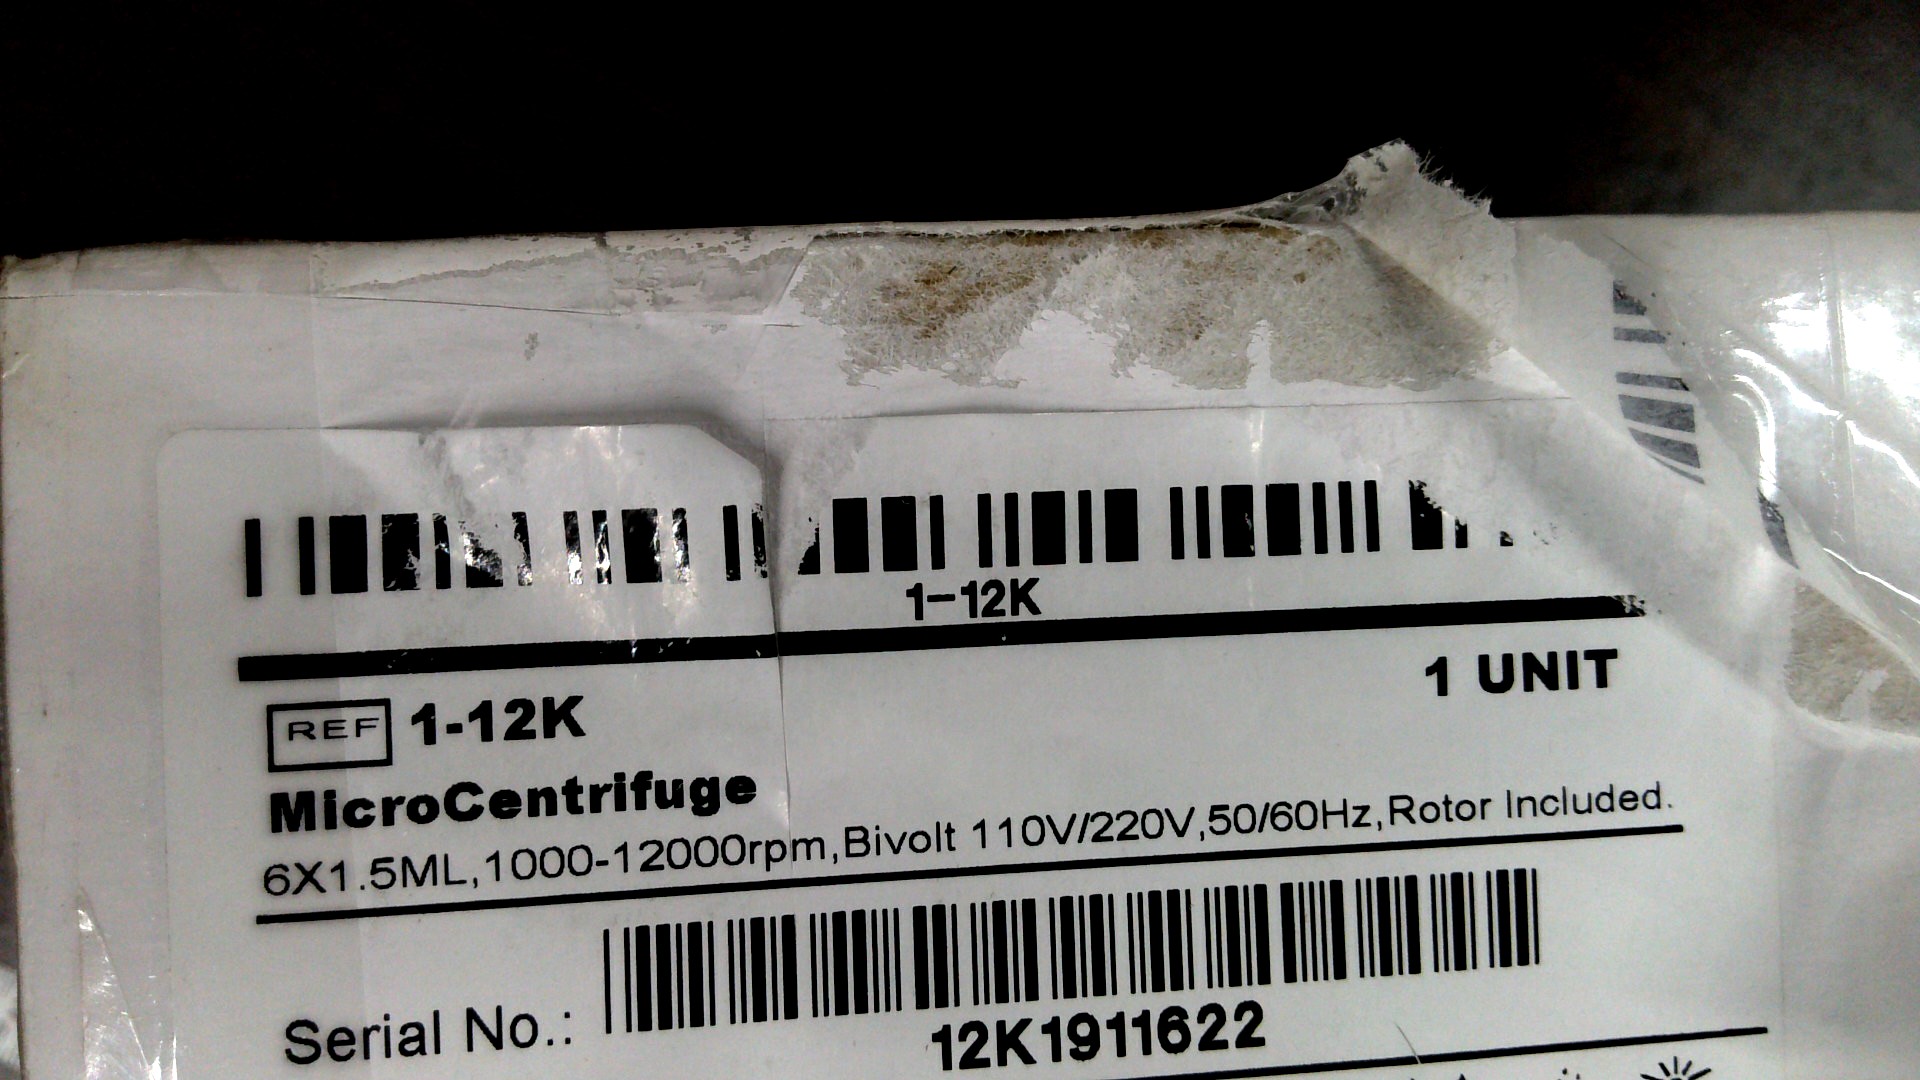 1-12K
1 UNIT
REF 1-12K
MicroCentrifuge
6X1.5ML,1000-12000rpm,Bivolt 110V/220V,50/60Hz,Rotor Included.
Serial No.:
12K1911622